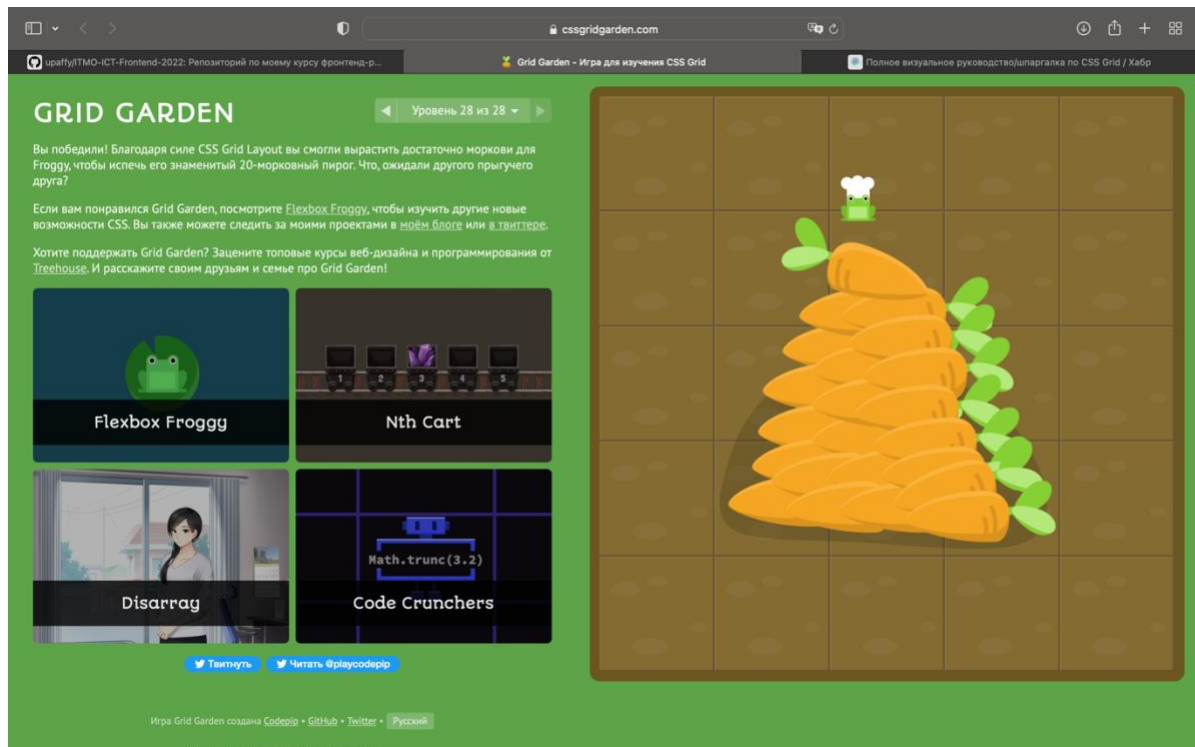 cssgridgarden.com
upaffy/ITMO-ICT-Frontend-2022: Репозиторий по моему курсу фронтенд-р...
Grid Garden - Игра для изучения CSS Grid
Полное визуальное руководство/шпаргалка по CSS Grid / Хабр
GRID GARDEN
Уровень 28 из 28
Вы победили! Благодаря силе CSS Grid Layout вы смогли вырастить достаточно моркови для
Froggy, чтобы испечь его знаменитый 20-морковный пирог. Что, ожидали другого прыгучего
друга?
Если вам понравился Grid Garden, посмотрите Flexbox Froggy, чтобы изучить другие новые
возможности CSS. Вы также можете следить за моими проектами в моём блоге или в твиттере.
Хотите поддержать Grid Garden? Зацените топовые курсы веб-дизайна и программирования от
Treehouse. И расскажите своим друзьям и семье про Grid Garden!
1 2 3 4 5
Flexbox Froggy
Nth Cart
Math.trunc(3.2)
Disarray
Code Crunchers
Твитнуть
Читать @playcodepip
Игра Grid Garden создана Codepip • GitHub • Twitter • Русский